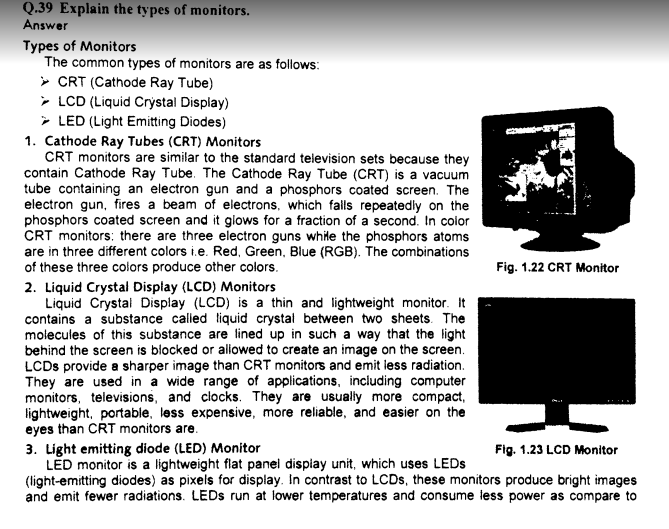 Q.39 Explain the types of monitors.
Answer
Types of Monitors
The common types of monitors are as follows:
➢ CRT (Cathode Ray Tube)
➢ LCD (Liquid Crystal Display)
➢ LED (Light Emitting Diodes)
1. Cathode Ray Tubes (CRT) Monitors
CRT monitors are similar to the standard television sets because they
contain Cathode Ray Tube. The Cathode Ray Tube (CRT) is a vacuum
tube containing an electron gun and a phosphors coated screen. The
electron gun, fires a beam of electrons, which falls repeatedly on the
phosphors coated screen and it glows for a fraction of a second. In color
CRT monitors; there are three electron guns while the phosphors atoms
are in three different colors i.e. Red, Green, Blue (RGB). The combinations
of these three colors produce other colors.
Fig. 1.22 CRT Monitor
2. Liquid Crystal Display (LCD) Monitors
Liquid Crystal Display (LCD) is a thin and lightweight monitor. It
contains a substance called liquid crystal between two sheets. The
molecules of this substance are lined up in such a way that the light
behind the screen is blocked or allowed to create an image on the screen.
LCDs provide a sharper image than CRT monitors and emit less radiation.
They are used in a wide range of applications, including computer
monitors, televisions, and clocks. They are usually more compact,
lightweight, portable, less expensive, more reliable, and easier on the
eyes than CRT monitors are.
Fig. 1.23 LCD Monitor
3. Light emitting diode (LED) Monitor
LED monitor is a lightweight flat panel display unit, which uses LEDs
(light-emitting diodes) as pixels for display. In contrast to LCDs, these monitors produce bright images
and emit fewer radiations. LEDs run at lower temperatures and consume less power as compare to